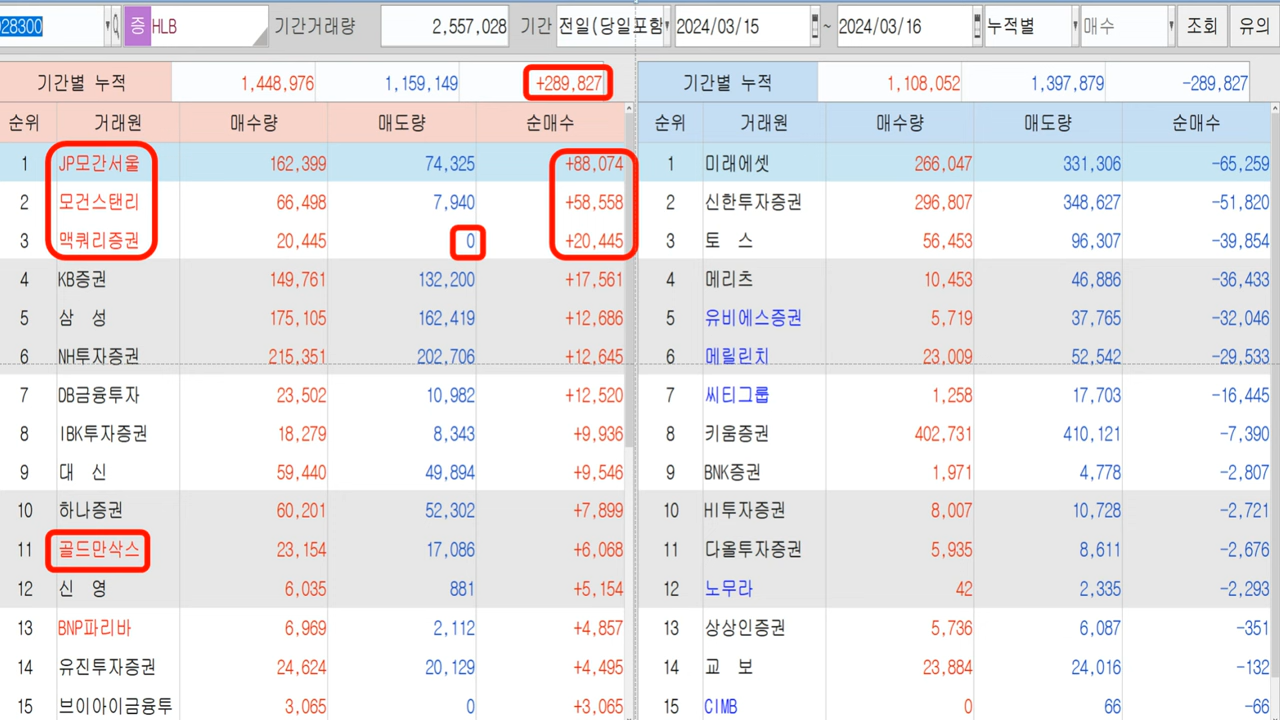 028300 증 HLB 기간거래량 2,557,028 기간 전일(당일포함 2024/03/15 ~ 2024/03/16 누적별 매수 조회 유의
기간별 누적 1,448,976 1,159,149 +289,827 기간별 누적 1,108,052 1,397,879 -289,827
순위 거래원 매수량 매도량 순매수 순위 거래원 매수량 매도량 순매수
1 JP모간서울 162,399 74,325 +88,074 1 미래에셋 266,047 331,306 -65,259
2 모건스탠리 66,498 7,940 +58,558 2 신한투자증권 296,807 348,627 -51,820
3 맥쿼리증권 20,445 0 +20,445 3 토 스 56,453 96,307 -39,854
4 KB증권 149,761 132,200 +17,561 4 메리츠 10,453 46,886 -36,433
5 삼 성 175,105 162,419 +12,686 5 유비에스증권 5,719 37,765 -32,046
6 NH투자증권 215,351 202,706 +12,645 6 메릴린치 23,009 52,542 -29,533
7 DB금융투자 23,502 10,982 +12,520 7 씨티그룹 1,258 17,703 -16,445
8 IBK투자증권 18,279 8,343 +9,936 8 키움증권 402,731 410,121 -7,390
9 대 신 59,440 49,894 +9,546 9 BNK증권 1,971 4,778 -2,807
10 하나증권 60,201 52,302 +7,899 10 HI투자증권 8,007 10,728 -2,721
11 골드만삭스 23,154 17,086 +6,068 11 다올투자증권 5,935 8,611 -2,676
12 신 영 6,035 881 +5,154 12 노무라 42 2,335 -2,293
13 BNP파리바 6,969 2,112 +4,857 13 상상인증권 5,736 6,087 -351
14 유진투자증권 24,624 20,129 +4,495 14 교 보 23,884 24,016 -132
15 브이아이금융투 3,065 0 +3,065 15 CIMB 0 66 -66